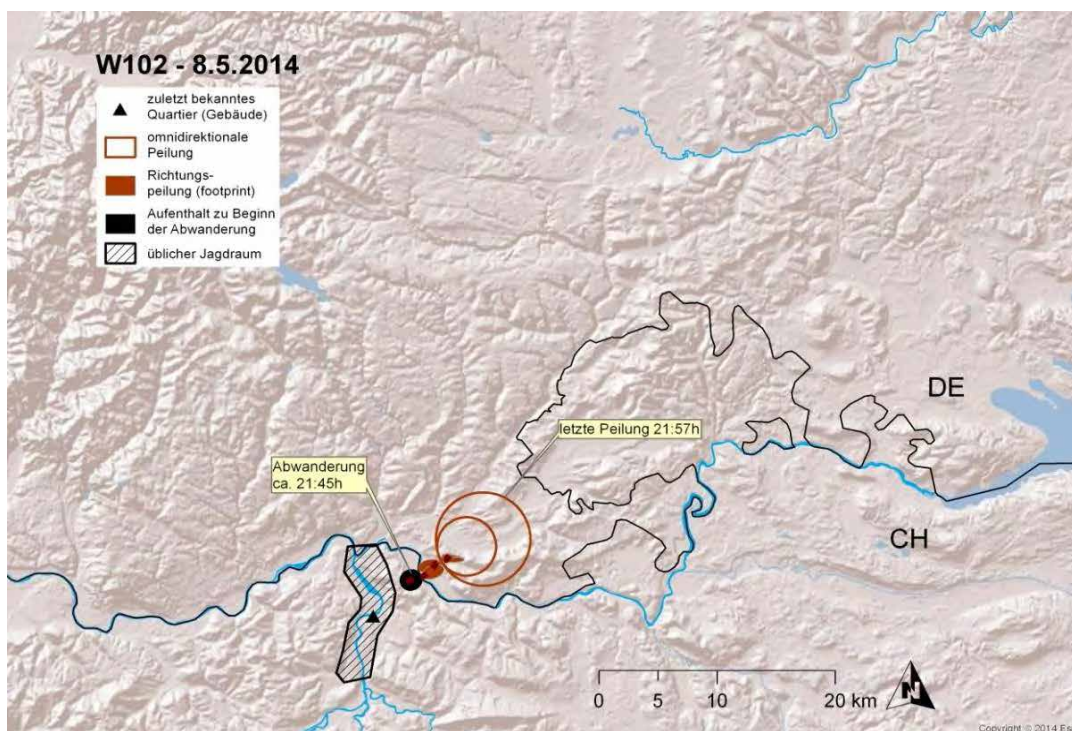 W102 - 8.5.2014
zuletzt bekanntes
Quartier (Gebäude)
omnidirektionale
Peilung
Richtungs-
peilung (footprint)
Aufenthalt zu Beginn
der Abwanderung
üblicher Jagdraum
DE
letzte Peilung 21:57h
Abwanderung
ca. 21:45h
CH
0 5 10 20 km
N
Copyright © 2014 Es